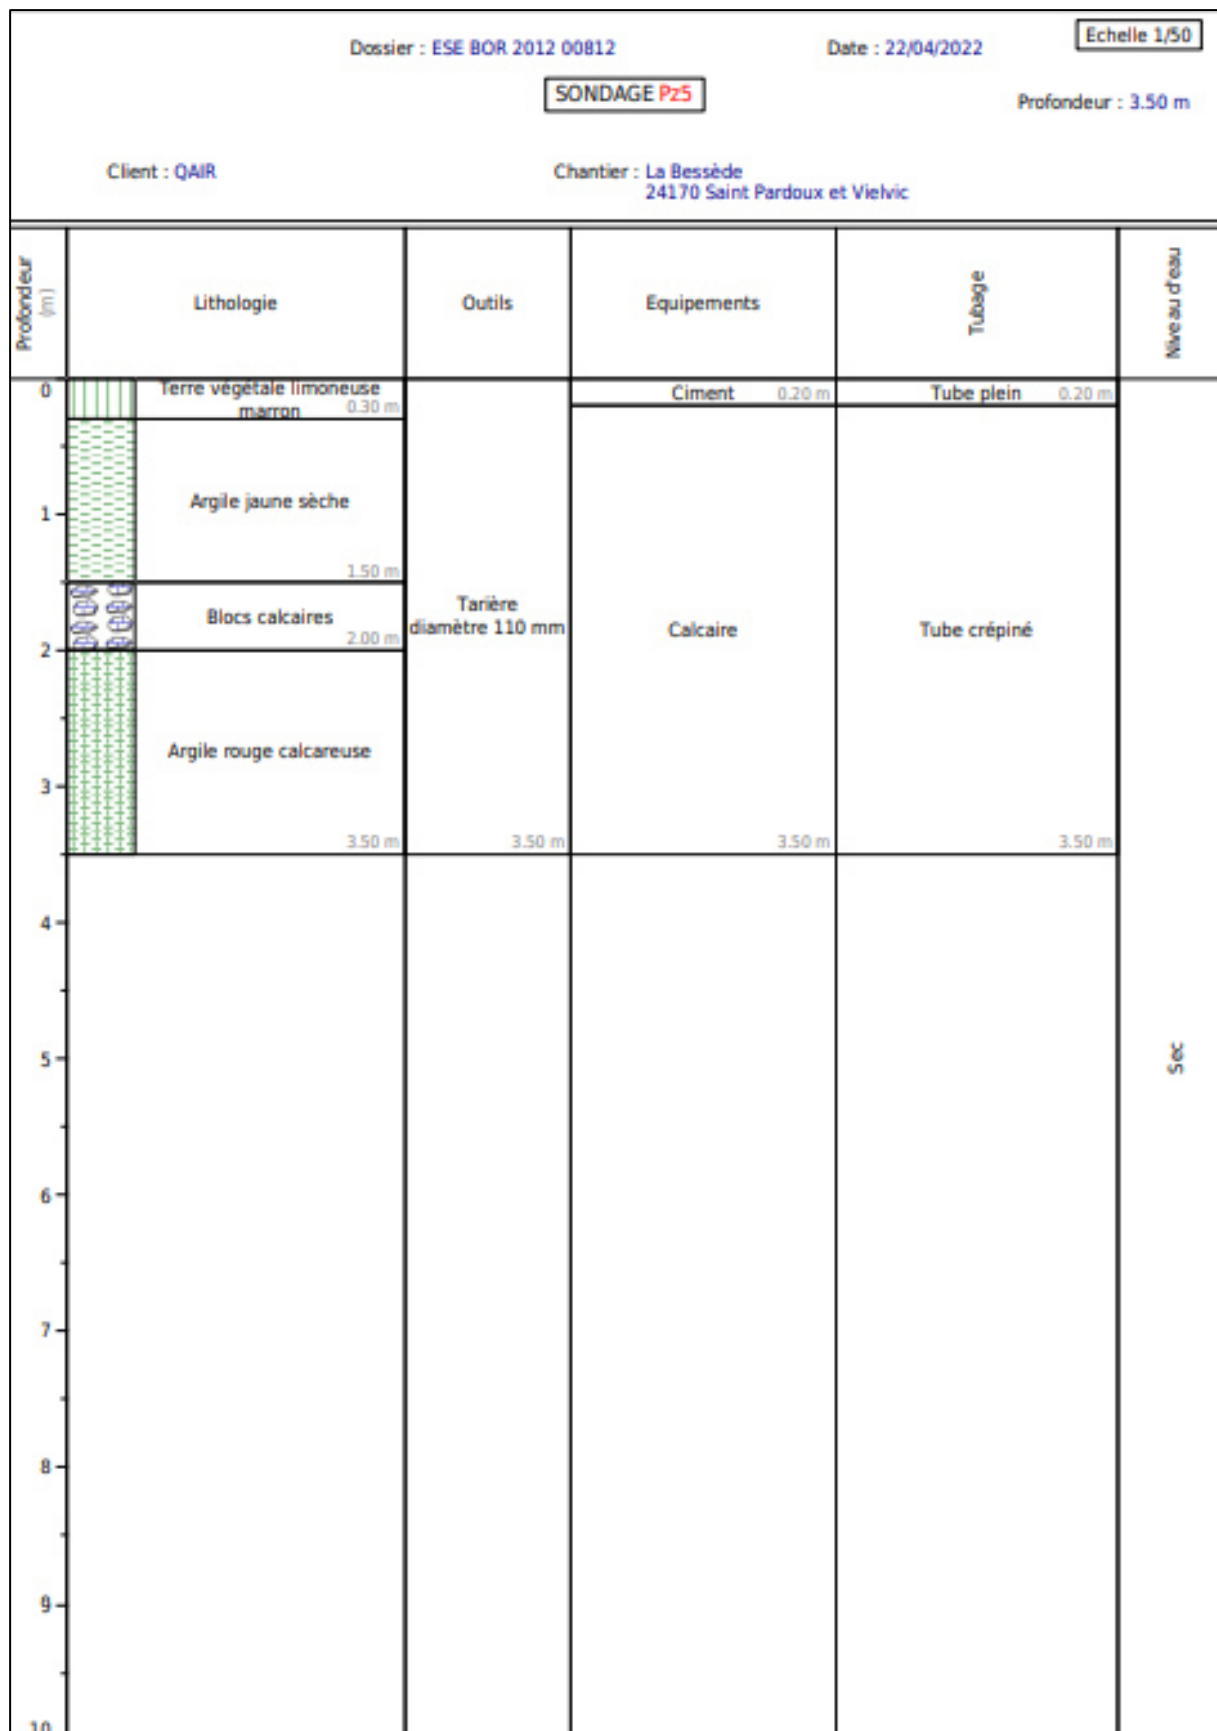 Echelle 1/50
Dossier : ESE BOR 2012 00812
Date : 22/04/2022
SONDAGE Pz5
Profondeur : 3.50 m
Client : QAIR
Chantier : La Bessède
24170 Saint Pardoux et Vielvic
Profondeur
(m)
Lithologie
Outils
Equipements
Tubage
Niveau d'eau
0
Terre végétale limoneuse
marron
0.30 m
Ciment
0.20 m
Tube plein
0.20 m
Argile jaune sèche
1
1.50 m
Blocs calcaires
2.00 m
Tarière
diamètre 110 mm
Calcaire
Tube crépiné
2
Argile rouge calcareuse
3
3.50 m
3.50 m
3.50 m
3.50 m
4
5
Sec
6
7
8
9
10